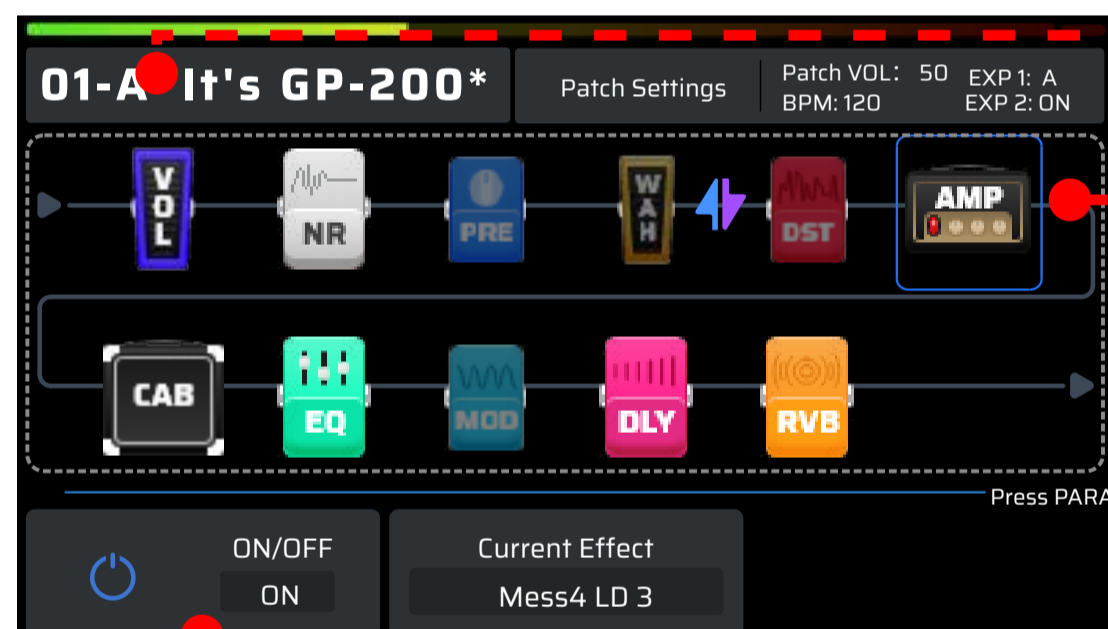 01-A It's GP-200*
Patch Settings
Patch VOL: 50
BPM: 120
EXP 1: A
EXP 2: ON
VOL
NR
PRE
WAH
DST
AMP
CAB
EQ
MOD
DLY
RVB
Press PARA
ON/OFF
ON
Current Effect
Mess4 LD 3